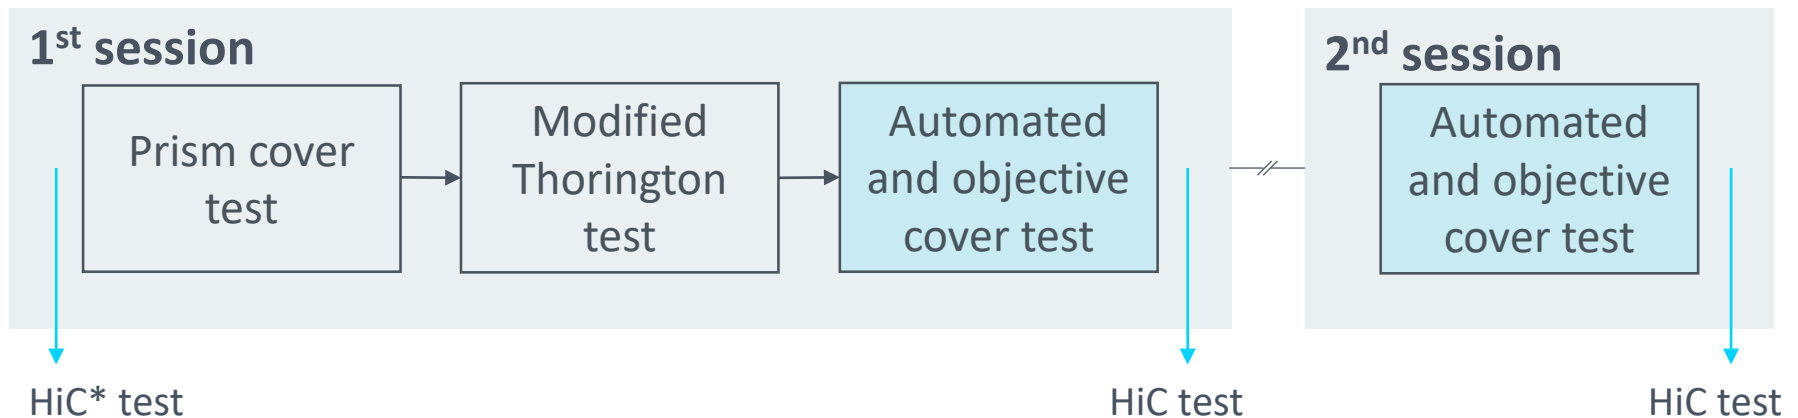 1st session
Prism cover
test
Modified
Thorington
test
Automated
and objective
cover test
2nd session
Automated
and objective
cover test
HiC* test
HiC test
HiC test